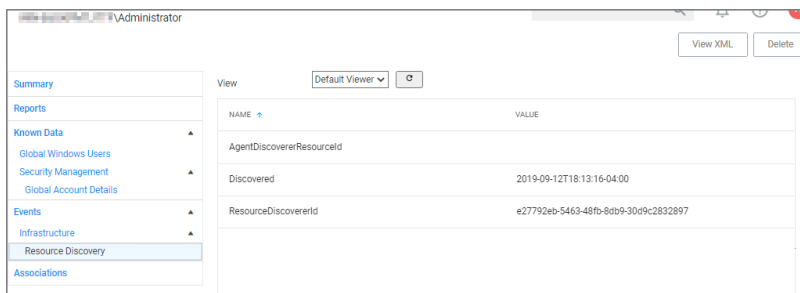 \Administrator
View XML
Delete
Summary
Reports
Known Data
Global Windows Users
Security Management
Global Account Details
Events
Infrastructure
Resource Discovery
Associations
View
Default Viewer
NAME
VALUE
AgentDiscovererResourceId
Discovered
2019-09-12T18:13:16-04:00
ResourceDiscovererId
e27792eb-5463-48fb-8db9-30d9c2832897